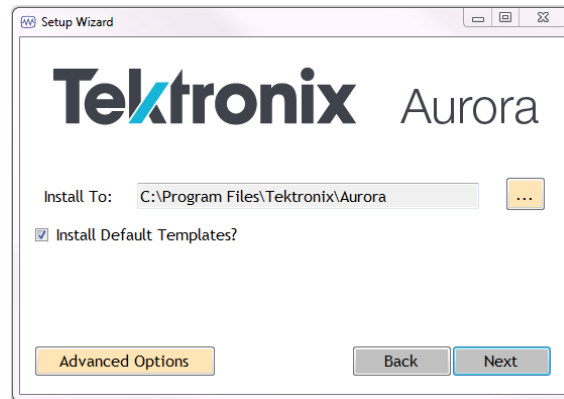 Setup Wizard
Tektronix Aurora
Install To: C:\Program Files\Tektronix\Aurora ...
Install Default Templates?
Advanced Options Back Next